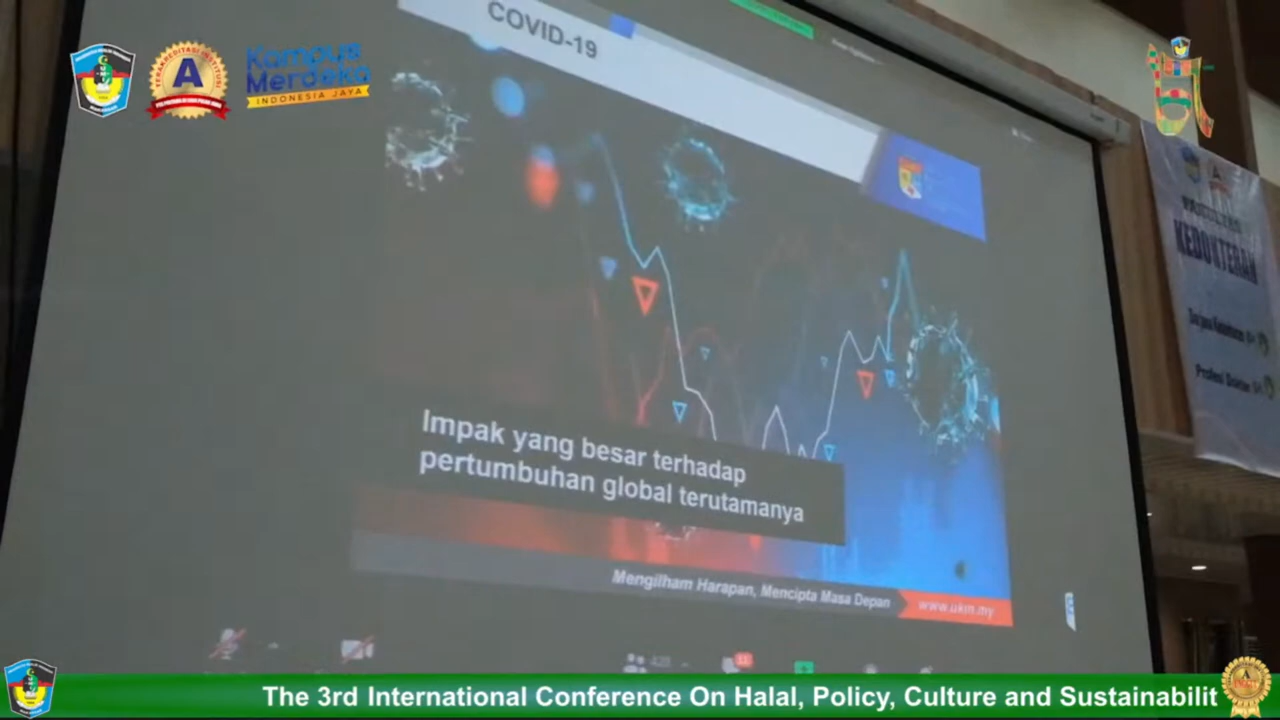 COVID-19
A
Kampus
Merdeka
INDONESIA JAYA
KEDOKTERAN
Impak yang besar terhadap
pertumbuhan global terutamanya
Mengilham Harapan, Mencipta Masa Depan
www.ukm.my
11
The 3rd International Conference On Halal, Policy, Culture and Sustainabilit